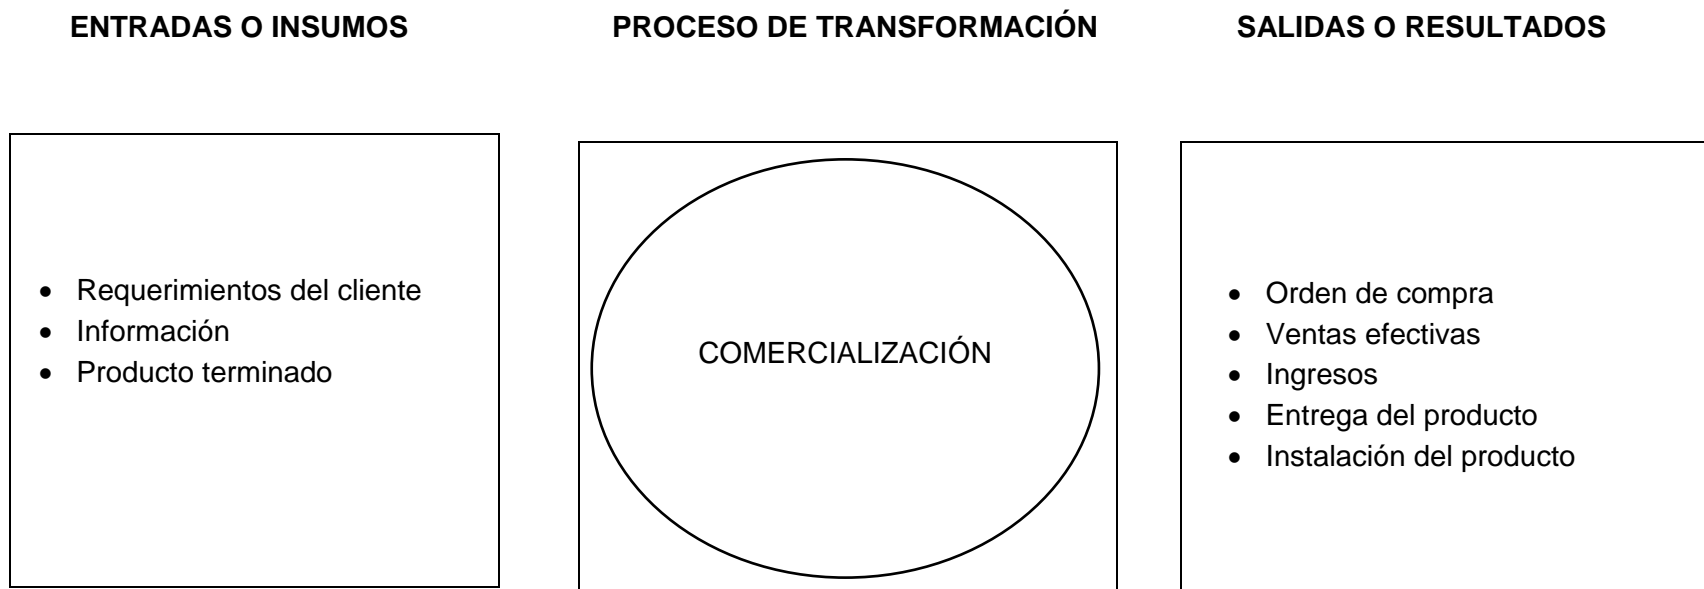 ENTRADAS O INSUMOS
PROCESO DE TRANSFORMACIÓN
SALIDAS O RESULTADOS
• Requerimientos del cliente
• Información
• Producto terminado
COMERCIALIZACIÓN
• Orden de compra
• Ventas efectivas
• Ingresos
• Entrega del producto
• Instalación del producto